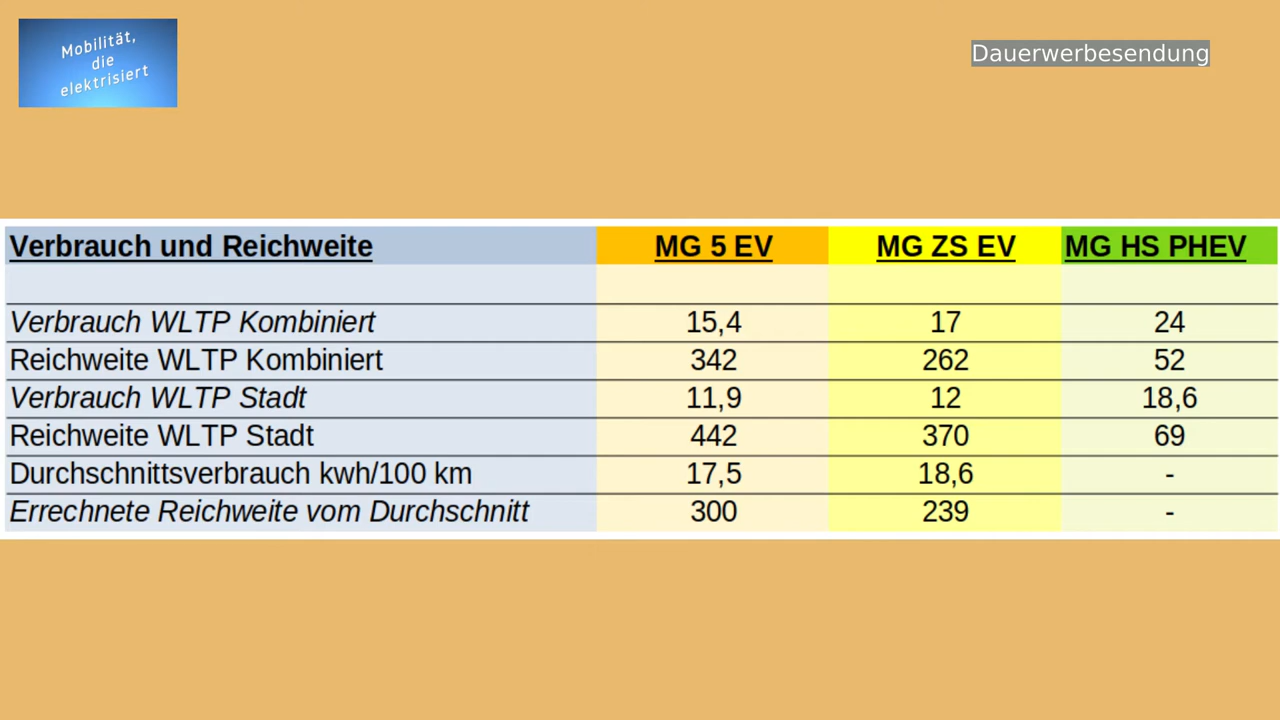 Mobilität,
die
elektrisiert
Dauerwerbesendung
Verbrauch und Reichweite MG 5 EV MG ZS EV MG HS PHEV
Verbrauch WLTP Kombiniert 15,4 17 24
Reichweite WLTP Kombiniert 342 262 52
Verbrauch WLTP Stadt 11,9 12 18,6
Reichweite WLTP Stadt 442 370 69
Durchschnittsverbrauch kwh/100 km 17,5 18,6 -
Errechnete Reichweite vom Durchschnitt 300 239 -